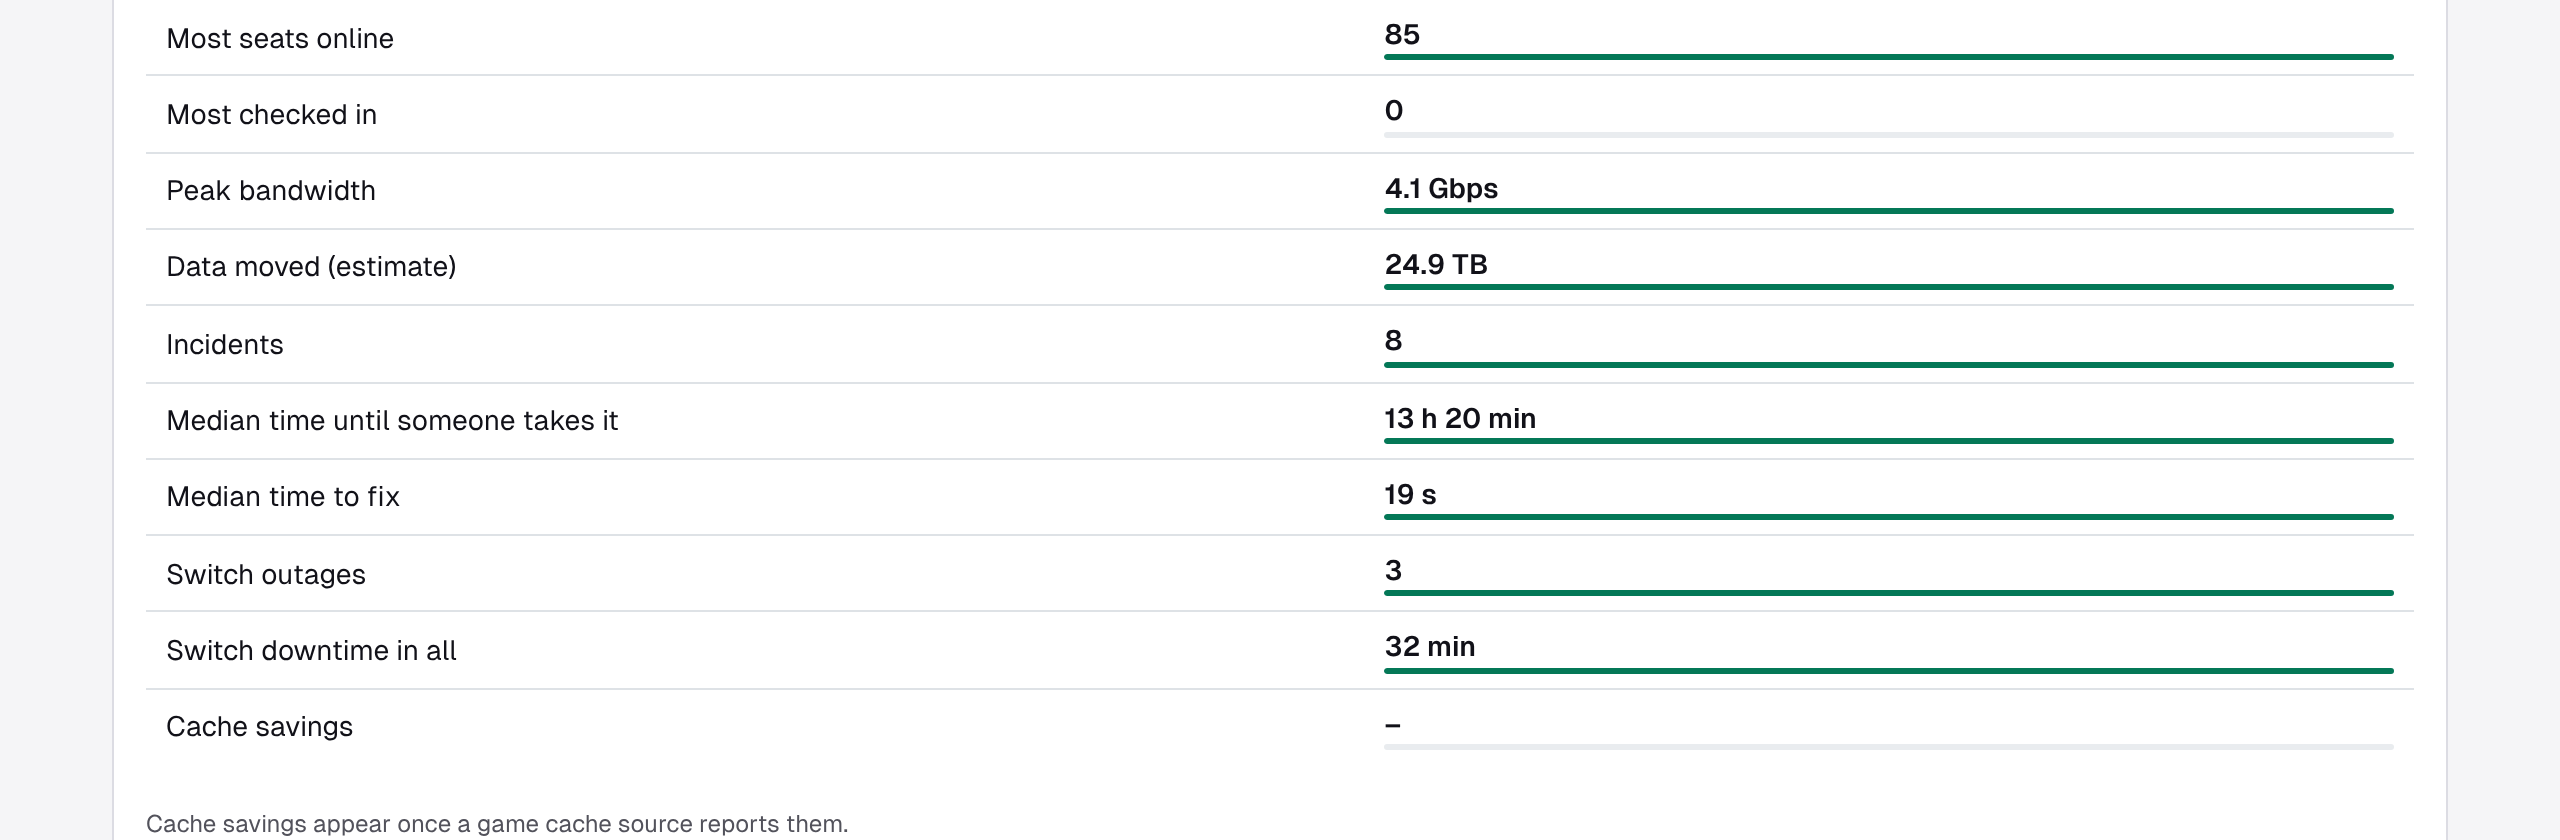 Most seats online 85
Most checked in 0
Peak bandwidth 4.1 Gbps
Data moved (estimate) 24.9 TB
Incidents 8
Median time until someone takes it 13 h 20 min
Median time to fix 19 s
Switch outages 3
Switch downtime in all 32 min
Cache savings –
Cache savings appear once a game cache source reports them.